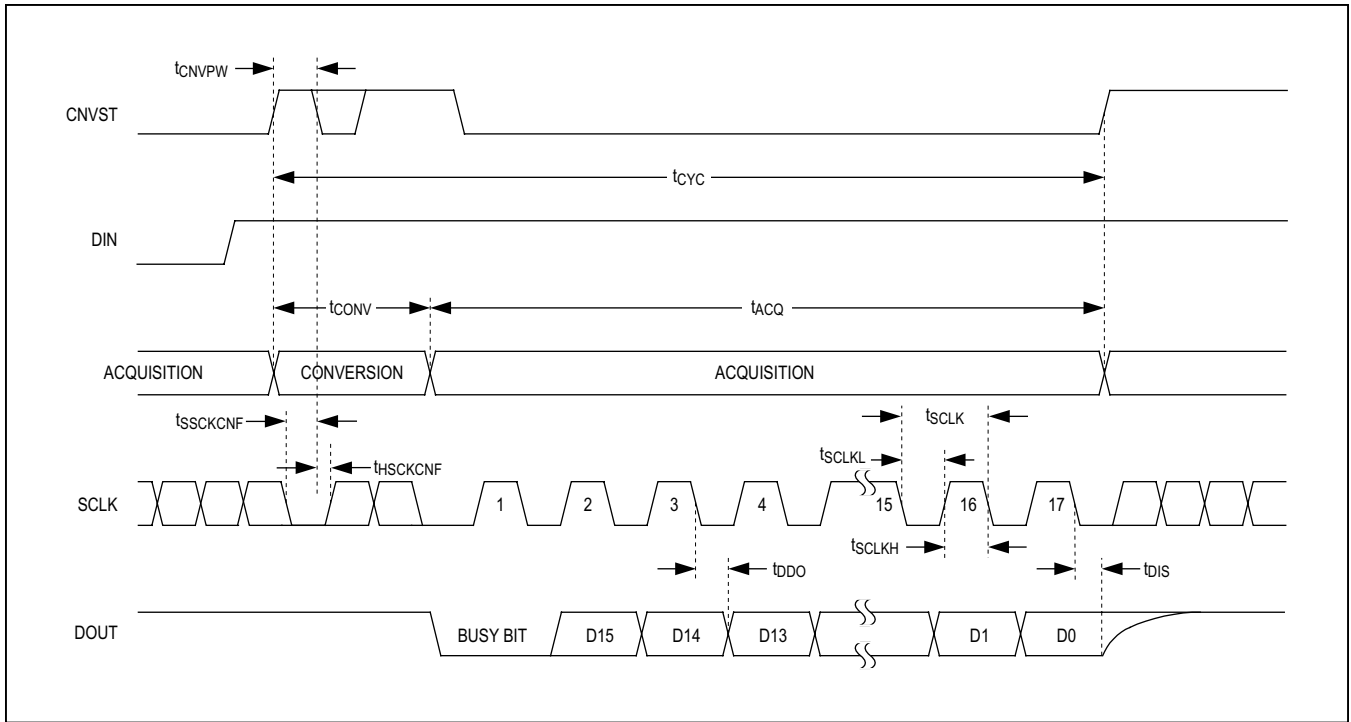 tCNVPW
CNVST
tCYC
DIN
tCONV
tACQ
ACQUISITION CONVERSION ACQUISITION
tSSCKCNF
tSCLK
tHSCKCNF
tSCLKL
SCLK 1 2 3 4 15 16 17
tSCLKH
tDDO
tDIS
DOUT BUSY BIT D15 D14 D13 D1 D0